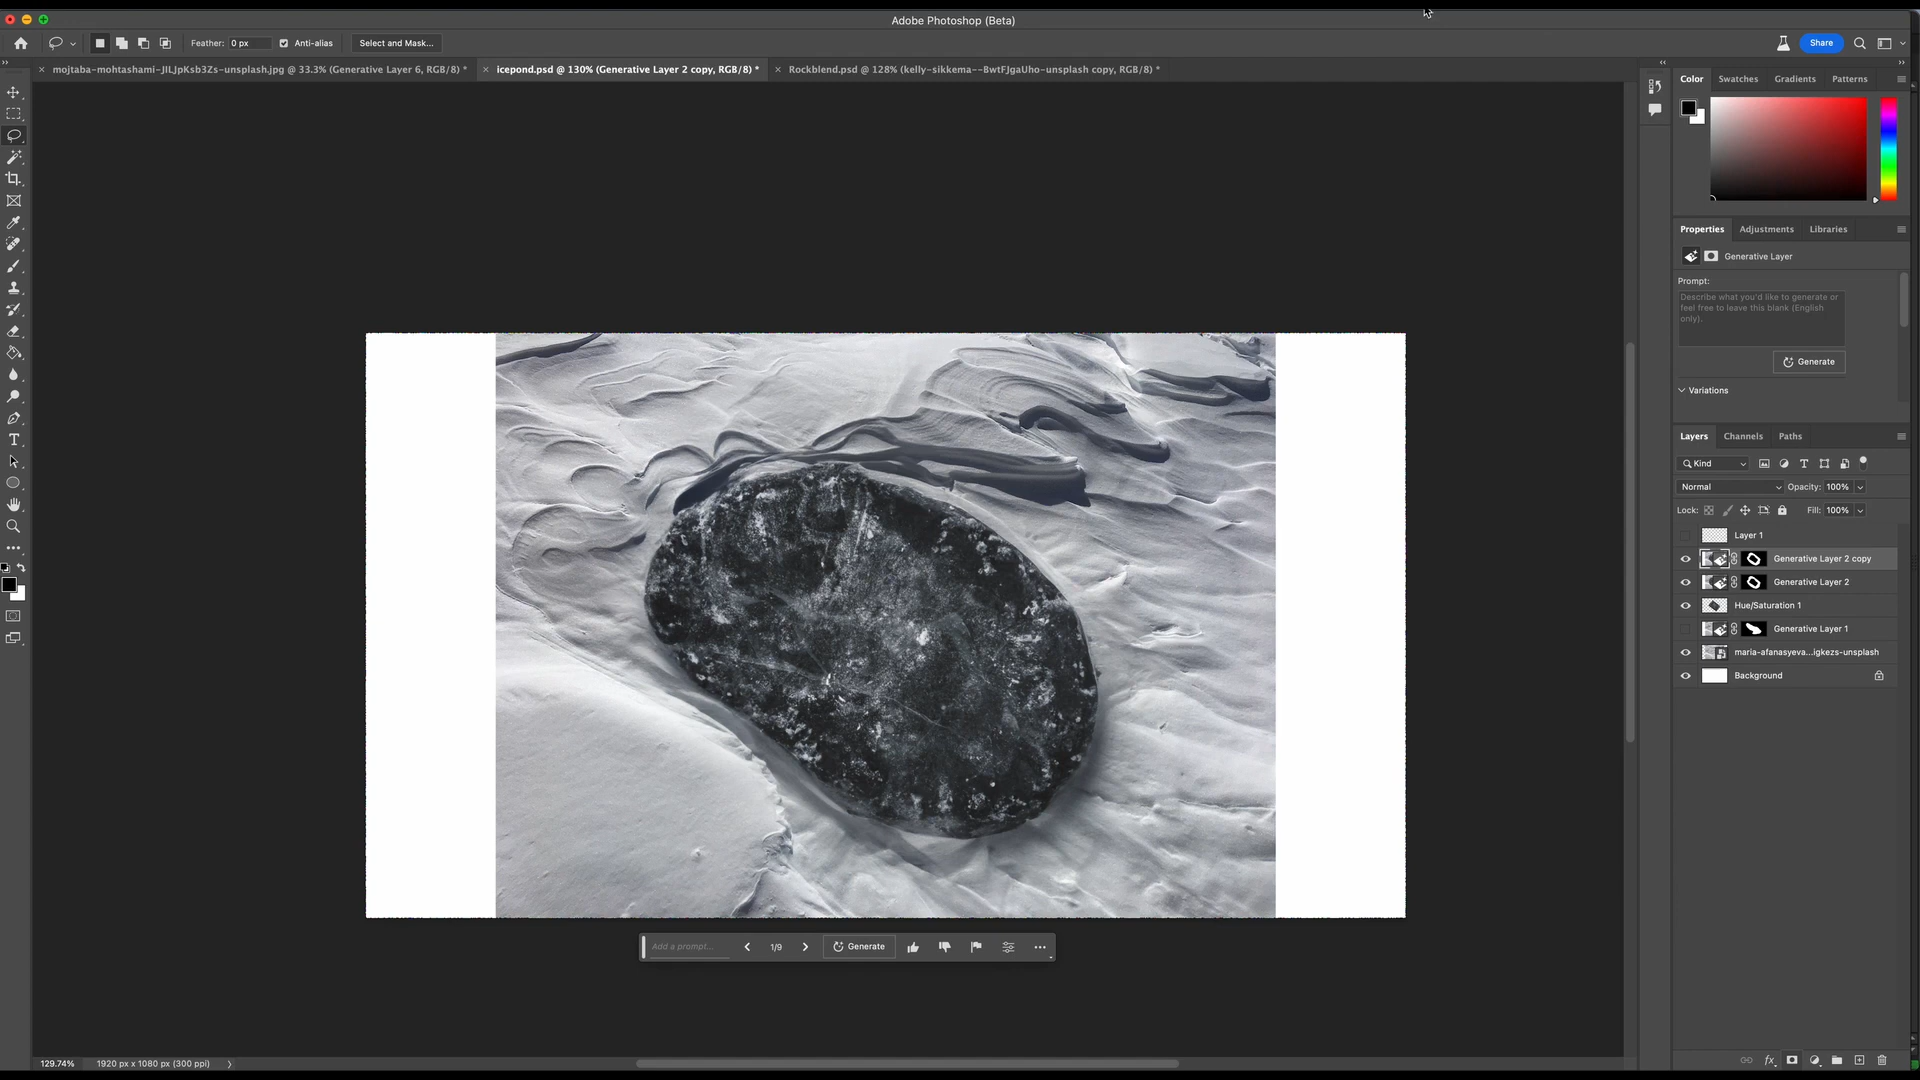 Adobe Photoshop (Beta)
Feather: 0 px Anti-alias Select and Mask... Share
mojtaba-mohtashami-JILJpKsb3Zs-unsplash.jpg @ 33.3% (Generative Layer 6, RGB/8) * icepond.psd @ 130% (Generative Layer 2 copy, RGB/8) * Rockblend.psd @ 128% (kelly-sikkema--BwtFJgaUho-unsplash copy, RGB/8) *
Color Swatches Gradients Patterns
Properties Adjustments Libraries
Generative Layer
Prompt:
Describe what you'd like to generate or
feel free to leave this blank (English
only).
Generate
Variations
Layers Channels Paths
Kind
Normal Opacity: 100%
Lock: Fill: 100%
Layer 1
Generative Layer 2 copy
Generative Layer 2
Hue/Saturation 1
Generative Layer 1
maria-afanasyeva...igkezs-unsplash
Background
Add a prompt... 1/9 Generate
129.74% 1920 px x 1080 px (300 ppi)
fx